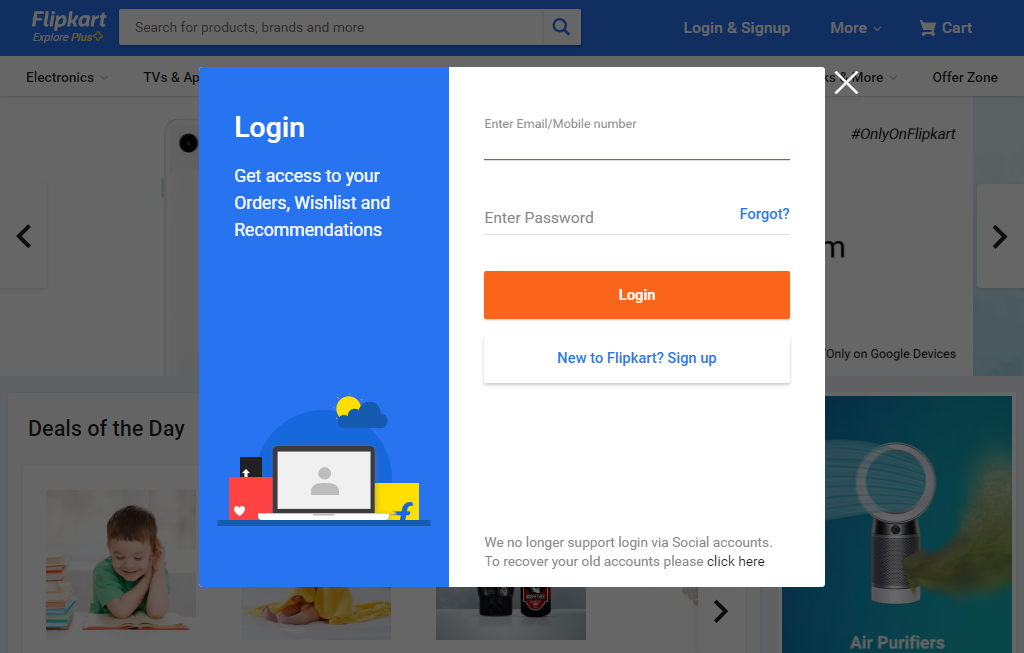 Flipkart
Explore Plus
Search for products, brands and more
Login & Signup
More
Cart
Electronics
TVs &
& More
Offer Zone
Login
Get access to your
Orders, Wishlist and
Recommendations
Enter Email/Mobile number
Enter Password
Forgot?
Login
New to Flipkart? Sign up
We no longer support login via Social accounts.
To recover your old accounts please click here
#OnlyOnFlipkart
Only on Google Devices
Deals of the Day
Air Purifiers